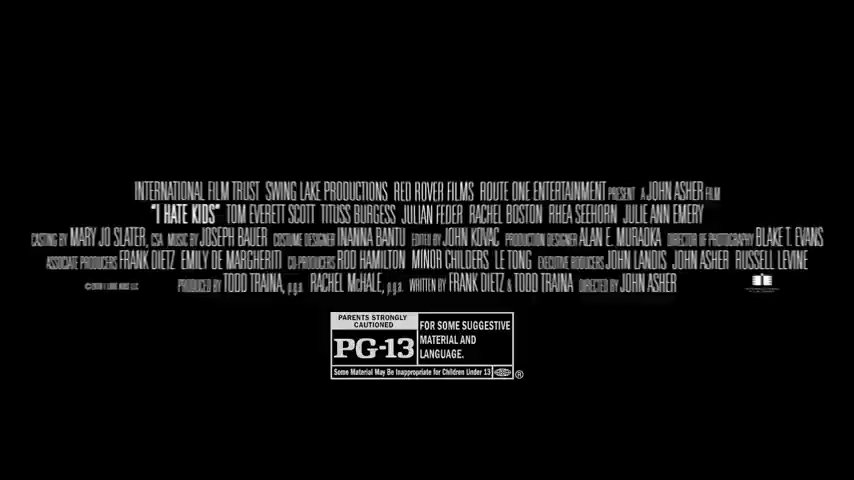 INTERNATIONAL FILM TRUST SWING LAKE PRODUCTIONS RED ROVER FILMS ROUTE ONE ENTERTAINMENT PRESENT A JOHN ASHER FILM
"I HATE KIDS" TOM EVERETT SCOTT TITUSS BURGESS JULIAN FEDER RACHEL BOSTON RHEA SEEHORN JULIE ANN EMERY
CASTING BY MARY JO SLATER, CSA MUSIC BY JOSEPH BAUER COSTUME DESIGNER INANNA BANTU EDITED BY JOHN KOVAC PRODUCTION DESIGNER ALAN E. MURAOKA DIRECTOR OF PHOTOGRAPHY BLAKE T. EVANS
ASSOCIATE PRODUCERS FRANK DIETZ EMILY DE MARGHERITI CO-PRODUCERS ROD HAMILTON MINOR CHILDERS LE TONG EXECUTIVE RODUCERS JOHN LANDIS JOHN ASHER RUSSELL LEVINE
PRODUCED BY TODD TRAINA, p.g.a. RACHEL McHALE, p.g.a. WRITTEN BY FRANK DIETZ & TODD TRAINA DIRECTED BY JOHN ASHER
PARENTS STRONGLY
CAUTIONED
PG-13
FOR SOME SUGGESTIVE
MATERIAL AND
LANGUAGE.
Some Material May Be Inappropriate for Children Under 13
®